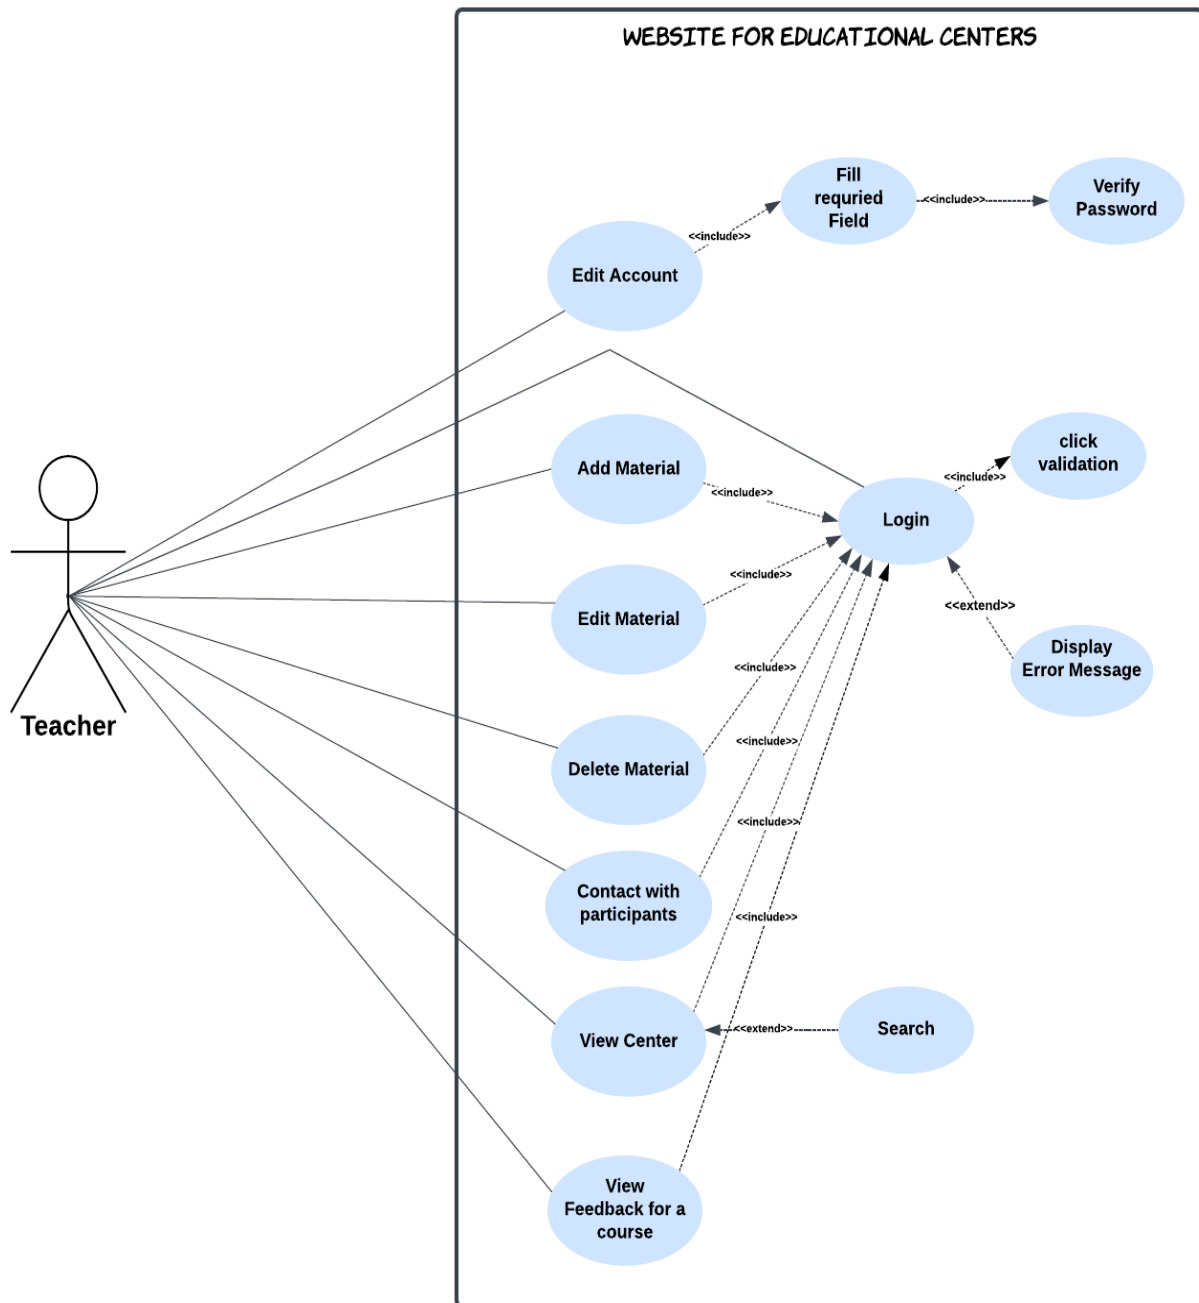 WEBSITE FOR EDUCATIONAL CENTERS
Fill
requried
Field
<<include>>
Verify
Password
<<include>>
Edit Account
click
validation
Add Material
<<include>>
<<include>>
Login
<<include>>
Edit Material
<<extend>>
Display
Error Message
<<include>>
Teacher
Delete Material
<<include>>
<<include>>
Contact with
participants
<<include>>
View Center
<<extend>>
Search
View
Feedback for a
course